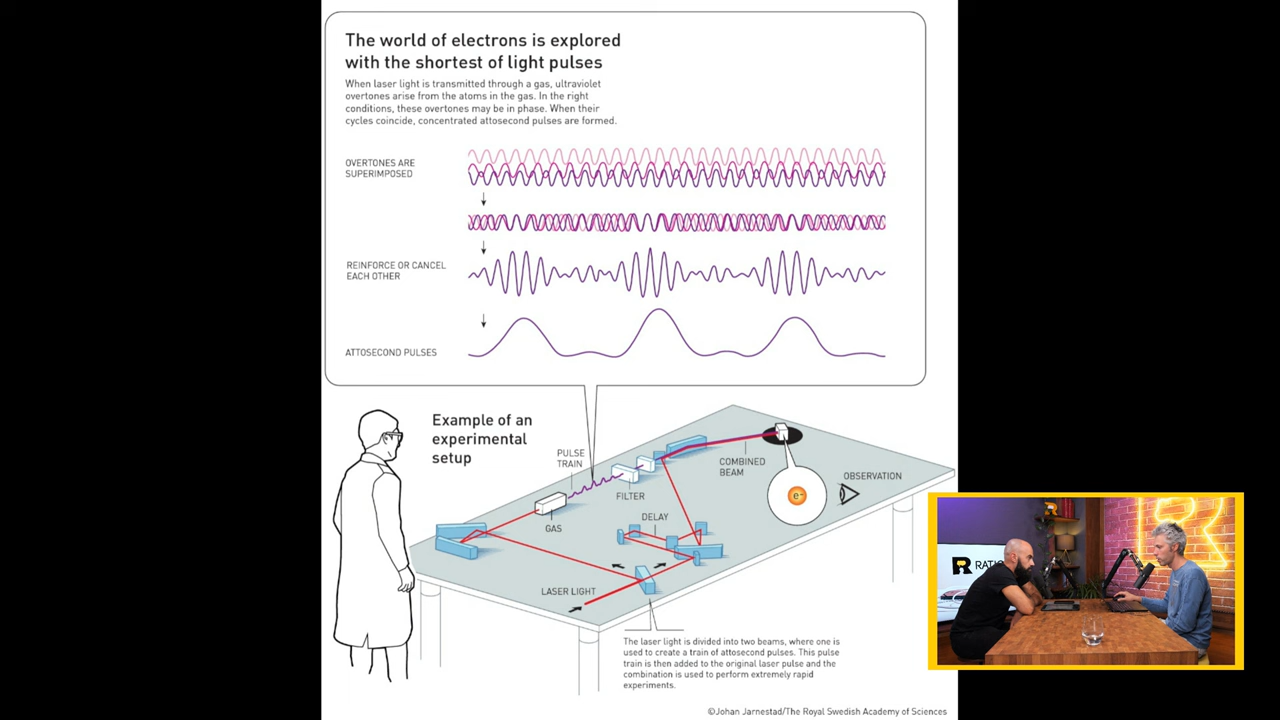 The world of electrons is explored
with the shortest of light pulses
When laser light is transmitted through a gas, ultraviolet
overtones arise from the atoms in the gas. In the right
conditions, these overtones may be in phase. When their
cycles coincide, concentrated attosecond pulses are formed.
OVERTONES ARE
SUPERIMPOSED
REINFORCE OR CANCEL
EACH OTHER
ATTOSECOND PULSES
Example of an
experimental
setup
PULSE
TRAIN
FILTER
GAS
COMBINED
BEAM
OBSERVATION
e-
DELAY
LASER LIGHT
The laser light is divided into two beams, where one is
used to create a train of attosecond pulses. This pulse
train is then added to the original laser pulse and the
combination is used to perform extremely rapid
experiments.
©Johan Jarnestad/The Royal Swedish Academy of Sciences
R